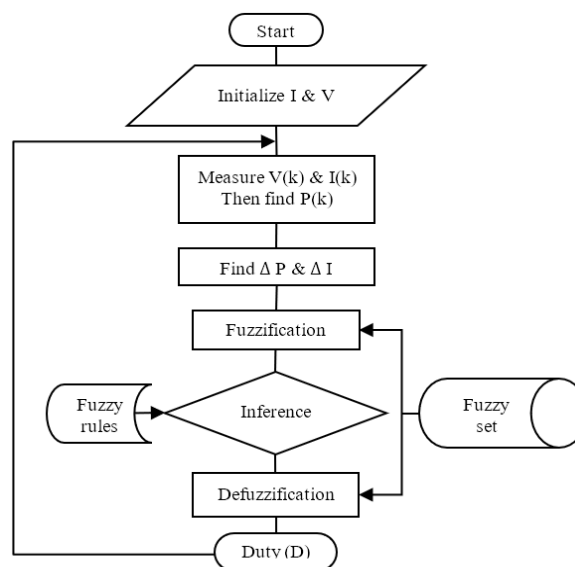 Start
Initialize I & V
Measure V(k) & I(k)
Then find P(k)
Find Δ P & Δ I
Fuzzification
Fuzzy
rules
Inference
Fuzzy
set
Defuzzification
Duty (D)